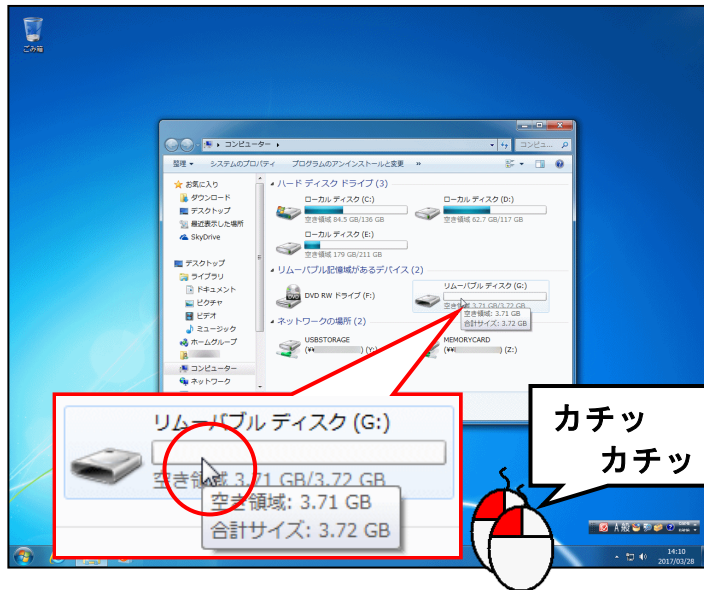 ごみ箱
コンピューター
コンピュ...
整理
システムのプロパティ
プログラムのアンインストールと変更
»
お気に入り
ダウンロード
デスクトップ
最近表示した場所
SkyDrive
デスクトップ
ライブラリ
ドキュメント
ピクチャ
ビデオ
ミュージック
ホームグループ
コンピューター
ネットワーク
ハード ディスク ドライブ (3)
ローカル ディスク (C:)
空き領域 84.5 GB/136 GB
ローカル ディスク (D:)
空き領域 62.7 GB/117 GB
ローカル ディスク (E:)
空き領域 179 GB/211 GB
リムーバブル記憶域があるデバイス (2)
DVD RW ドライブ (F:)
リムーバブル ディスク (G:)
空き領域 3.71 GB/3.72 GB
空き領域: 3.71 GB
合計サイズ: 3.72 GB
ネットワークの場所 (2)
USBSTORAGE
(¥¥ ) (Y:)
MEMORYCARD
(¥¥ ) (Z:)
リムーバブル ディスク (G:)
空き領域 3.71 GB/3.72 GB
空き領域: 3.71 GB
合計サイズ: 3.72 GB
カチッ
カチッ
A 般
14:10
2017/03/28